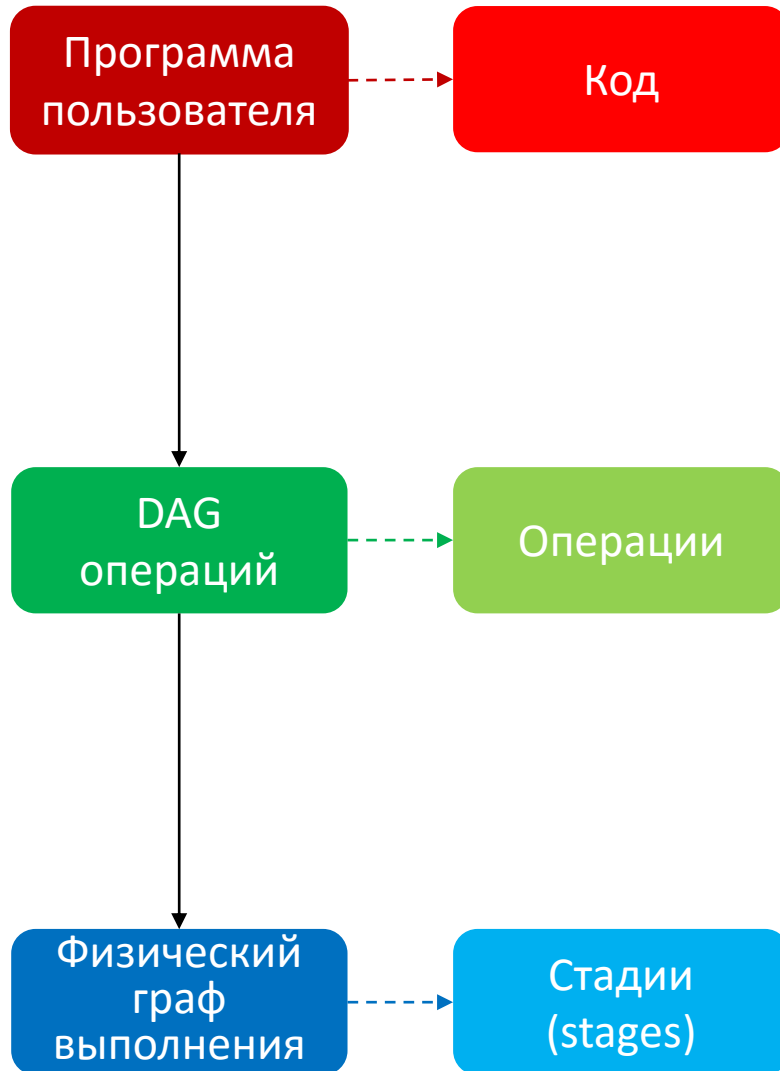 Программа
пользователя
Код
DAG
операций
Операции
Физический
граф
выполнения
Стадии
(stages)